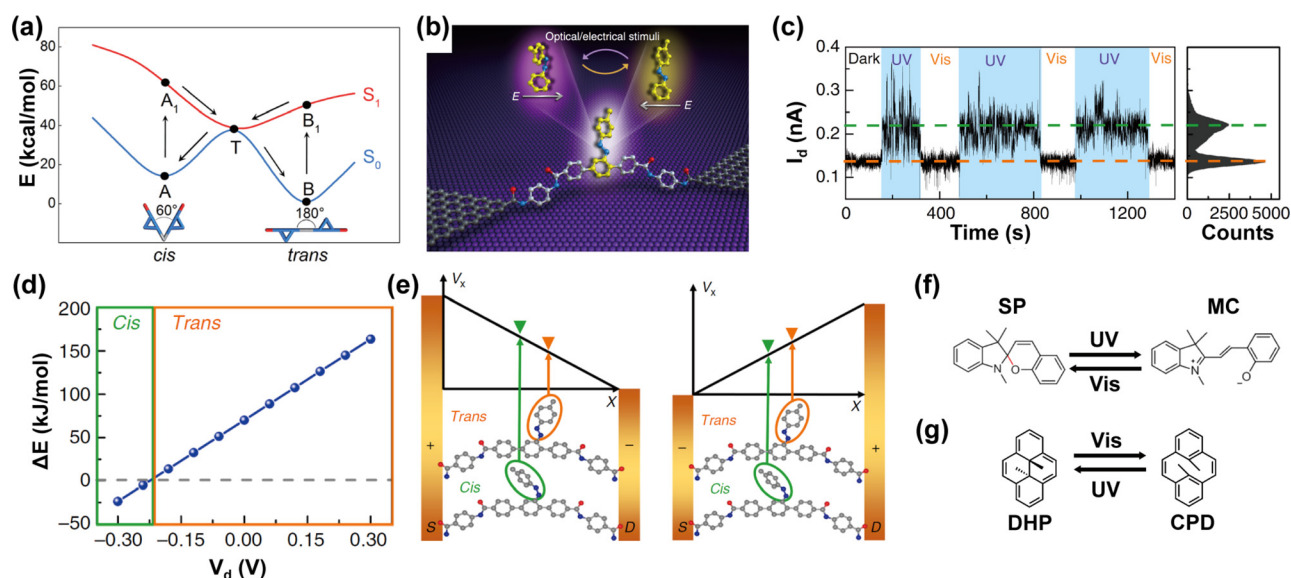 (a)
E (kcal/mol)
80
60
40
20
0
A₁
B₁
S₁
T
S₀
A
B
60°
180°
cis
trans
(b)
Optical/electrical stimuli
E
E
(c)
I_d (nA)
0.4
0.3
0.2
0.1
Dark UV Vis UV Vis UV Vis
0 400 800 1200
Time (s)
0 2500 5000
Counts
(d)
ΔE (kJ/mol)
200
150
100
50
0
−50
Cis Trans
−0.30 −0.15 0.00 0.15 0.30
V_d (V)
(e)
Vₓ
X
Trans
+ −
Cis
S D
Vₓ
X
Trans
− +
Cis
S D
(f)
SP MC
UV
Vis
N
O
N
+
O
−
(g)
Vis
UV
DHP CPD